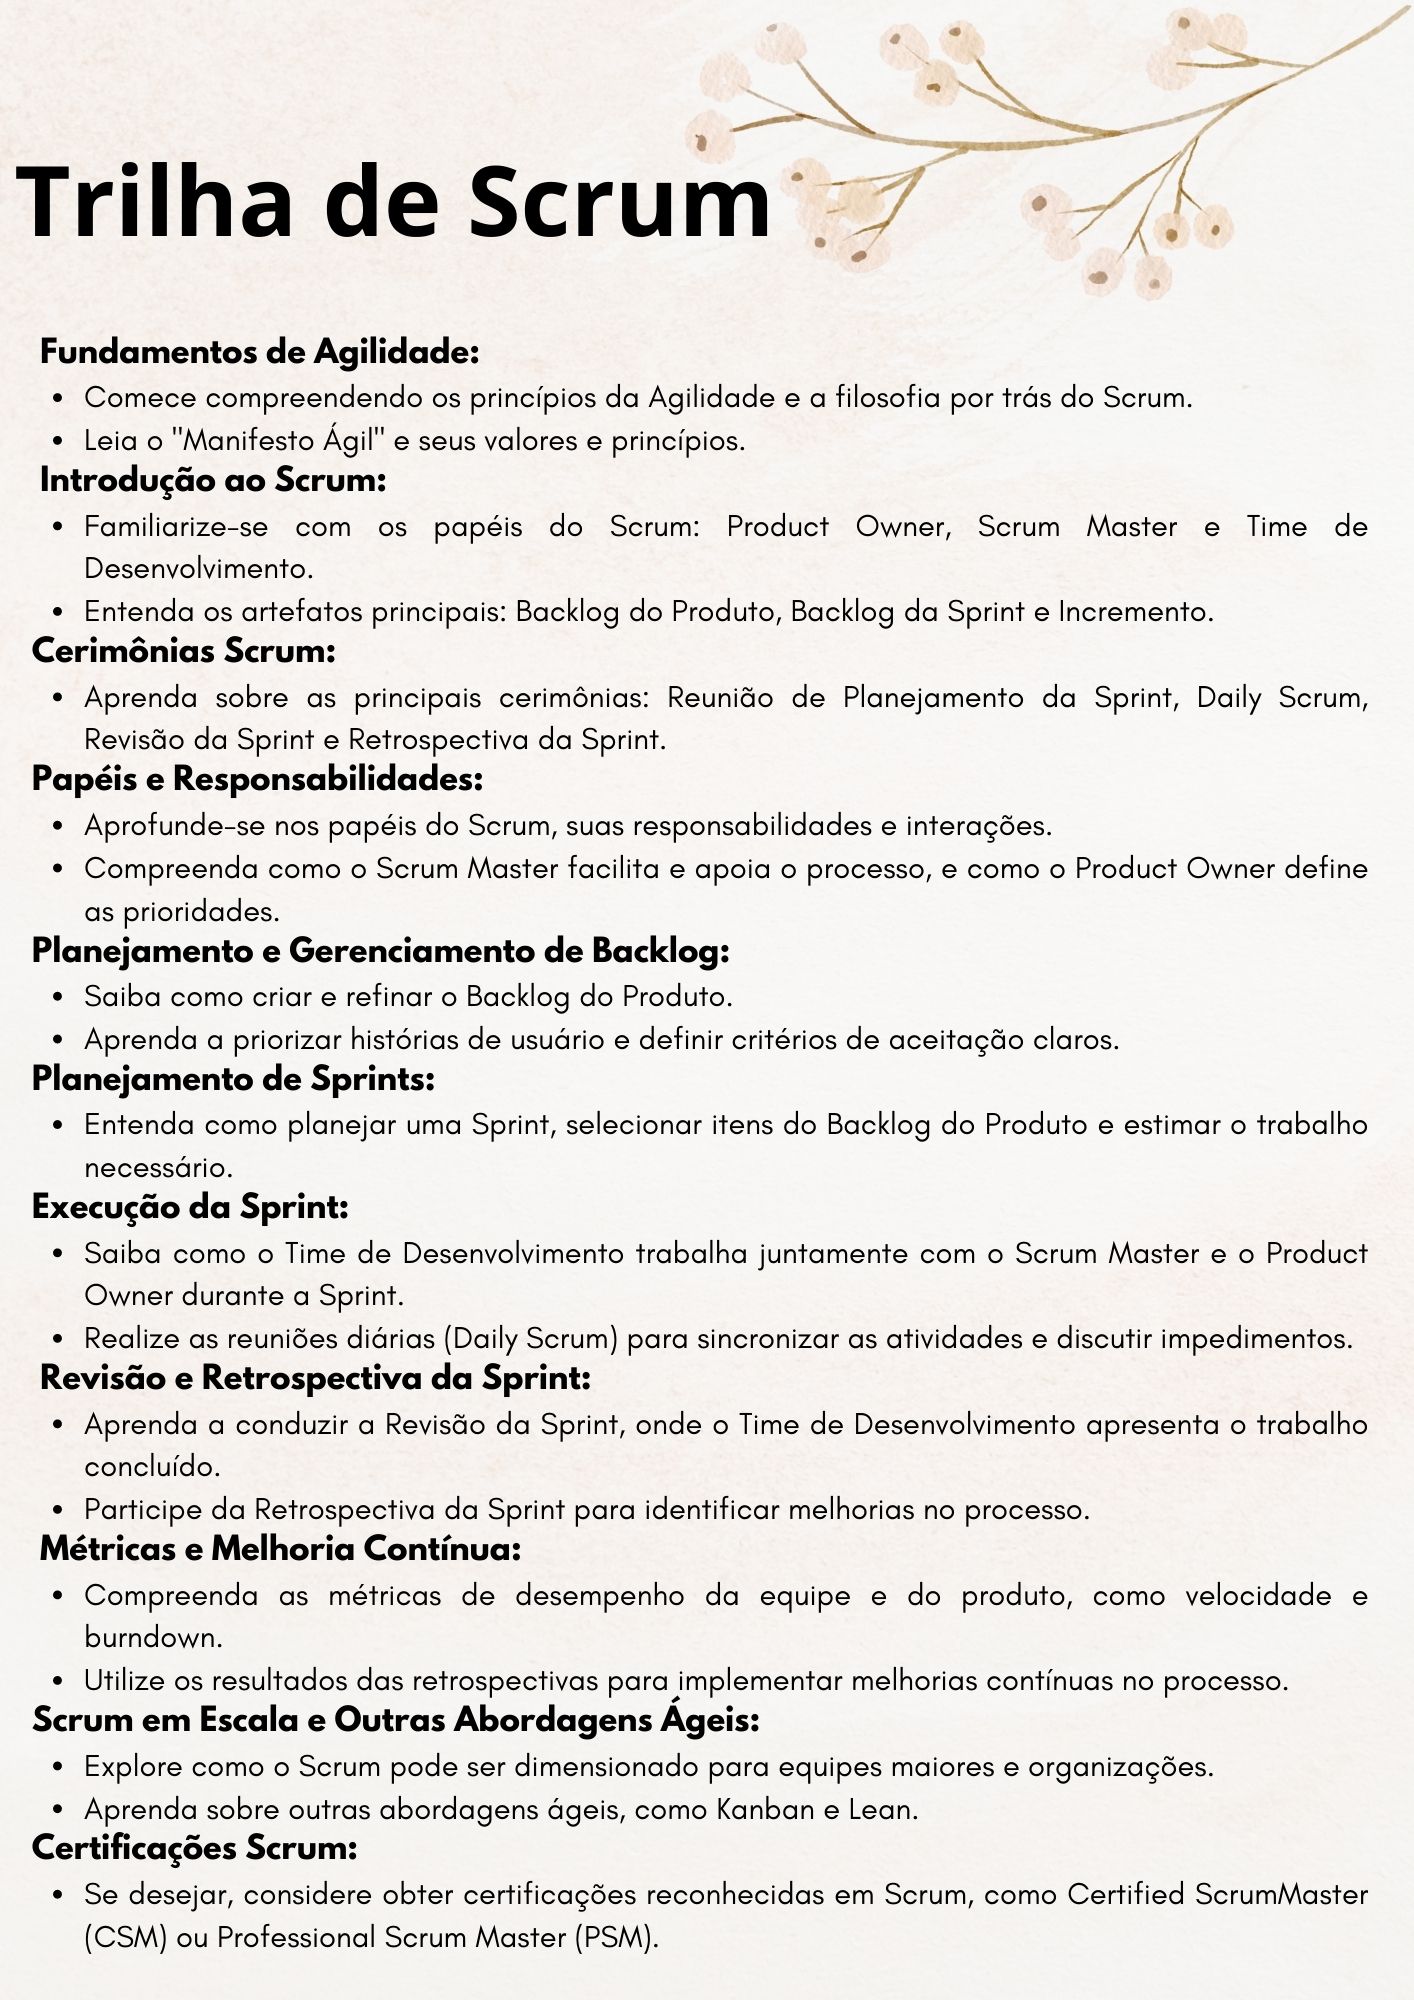 Trilha de Scrum
Fundamentos de Agilidade:
• Comece compreendendo os princípios da Agilidade e a filosofia por trás do Scrum.
• Leia o "Manifesto Ágil" e seus valores e princípios.
Introdução ao Scrum:
• Familiarize-se com os papéis do Scrum: Product Owner, Scrum Master e Time de
Desenvolvimento.
• Entenda os artefatos principais: Backlog do Produto, Backlog da Sprint e Incremento.
Cerimônias Scrum:
• Aprenda sobre as principais cerimônias: Reunião de Planejamento da Sprint, Daily Scrum,
Revisão da Sprint e Retrospectiva da Sprint.
Papéis e Responsabilidades:
• Aprofunde-se nos papéis do Scrum, suas responsabilidades e interações.
• Compreenda como o Scrum Master facilita e apoia o processo, e como o Product Owner define
as prioridades.
Planejamento e Gerenciamento de Backlog:
• Saiba como criar e refinar o Backlog do Produto.
• Aprenda a priorizar histórias de usuário e definir critérios de aceitação claros.
Planejamento de Sprints:
• Entenda como planejar uma Sprint, selecionar itens do Backlog do Produto e estimar o trabalho
necessário.
Execução da Sprint:
• Saiba como o Time de Desenvolvimento trabalha juntamente com o Scrum Master e o Product
Owner durante a Sprint.
• Realize as reuniões diárias (Daily Scrum) para sincronizar as atividades e discutir impedimentos.
Revisão e Retrospectiva da Sprint:
• Aprenda a conduzir a Revisão da Sprint, onde o Time de Desenvolvimento apresenta o trabalho
concluído.
• Participe da Retrospectiva da Sprint para identificar melhorias no processo.
Métricas e Melhoria Contínua:
• Compreenda as métricas de desempenho da equipe e do produto, como velocidade e
burndown.
• Utilize os resultados das retrospectivas para implementar melhorias contínuas no processo.
Scrum em Escala e Outras Abordagens Ágeis:
• Explore como o Scrum pode ser dimensionado para equipes maiores e organizações.
• Aprenda sobre outras abordagens ágeis, como Kanban e Lean.
Certificações Scrum:
• Se desejar, considere obter certificações reconhecidas em Scrum, como Certified ScrumMaster
(CSM) ou Professional Scrum Master (PSM).